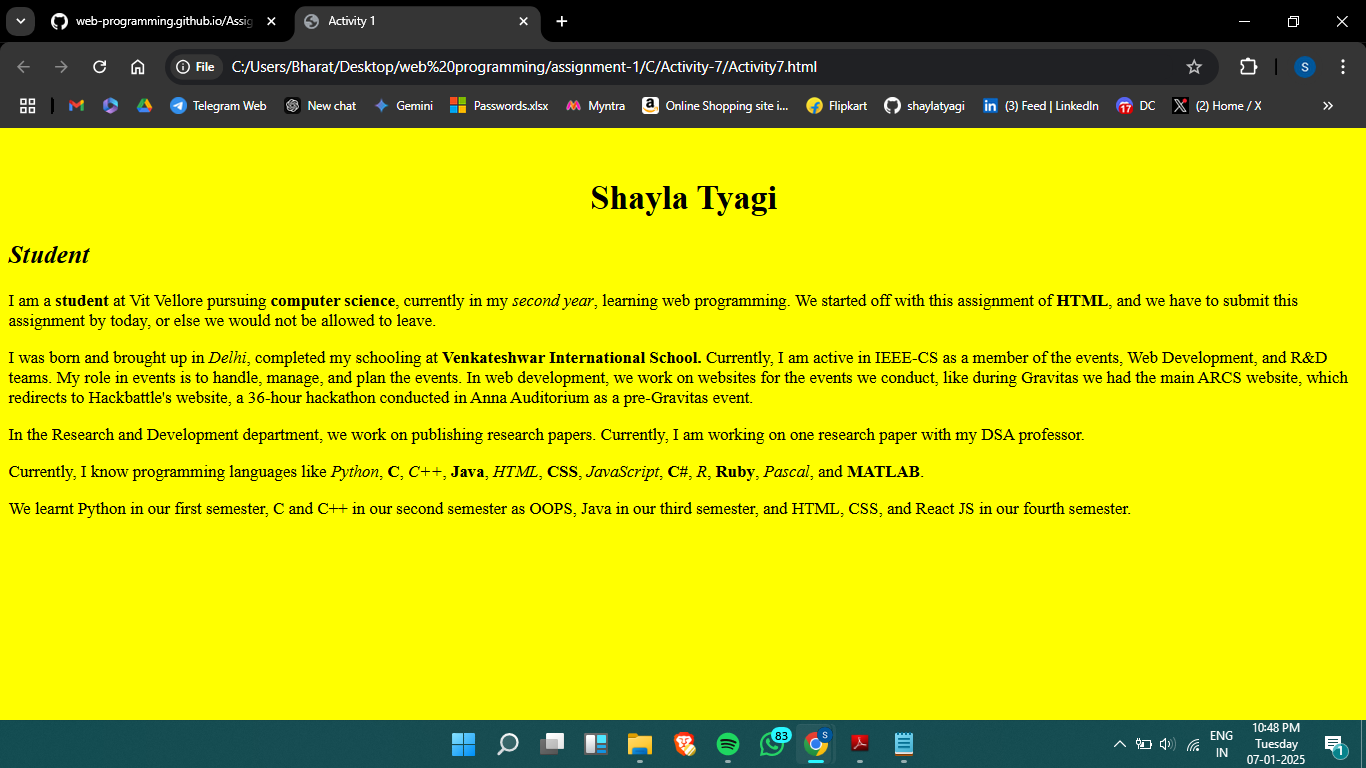 web-programming.github.io/Assig
Activity 1
File
C:/Users/Bharat/Desktop/web%20programming/assignment-1/C/Activity-7/Activity7.html
S
Telegram Web
New chat
Gemini
Passwords.xlsx
Myntra
Online Shopping site i...
Flipkart
shaylatyagi
(3) Feed | LinkedIn
17
DC
(2) Home / X
Shayla Tyagi
Student
I am a student at Vit Vellore pursuing computer science, currently in my second year, learning web programming. We started off with this assignment of HTML, and we have to submit this
assignment by today, or else we would not be allowed to leave.
I was born and brought up in Delhi, completed my schooling at Venkateshwar International School. Currently, I am active in IEEE-CS as a member of the events, Web Development, and R&D
teams. My role in events is to handle, manage, and plan the events. In web development, we work on websites for the events we conduct, like during Gravitas we had the main ARCS website, which
redirects to Hackbattle's website, a 36-hour hackathon conducted in Anna Auditorium as a pre-Gravitas event.
In the Research and Development department, we work on publishing research papers. Currently, I am working on one research paper with my DSA professor.
Currently, I know programming languages like Python, C, C++, Java, HTML, CSS, JavaScript, C#, R, Ruby, Pascal, and MATLAB.
We learnt Python in our first semester, C and C++ in our second semester as OOPS, Java in our third semester, and HTML, CSS, and React JS in our fourth semester.
83
S
ENG
IN
10:48 PM
Tuesday
07-01-2025
1